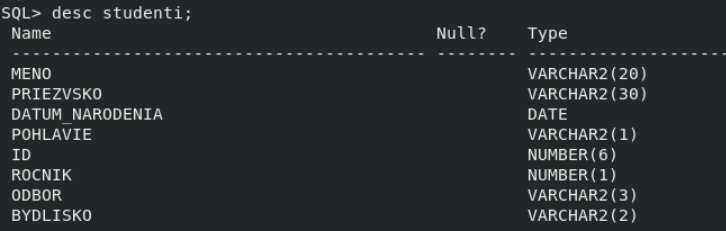 SQL> desc studenti;
Name Null? Type
----------------------------------------- -------- --------------------
MENO VARCHAR2(20)
PRIEZVSKO VARCHAR2(30)
DATUM_NARODENIA DATE
POHLAVIE VARCHAR2(1)
ID NUMBER(6)
ROCNIK NUMBER(1)
ODBOR VARCHAR2(3)
BYDLISKO VARCHAR2(2)